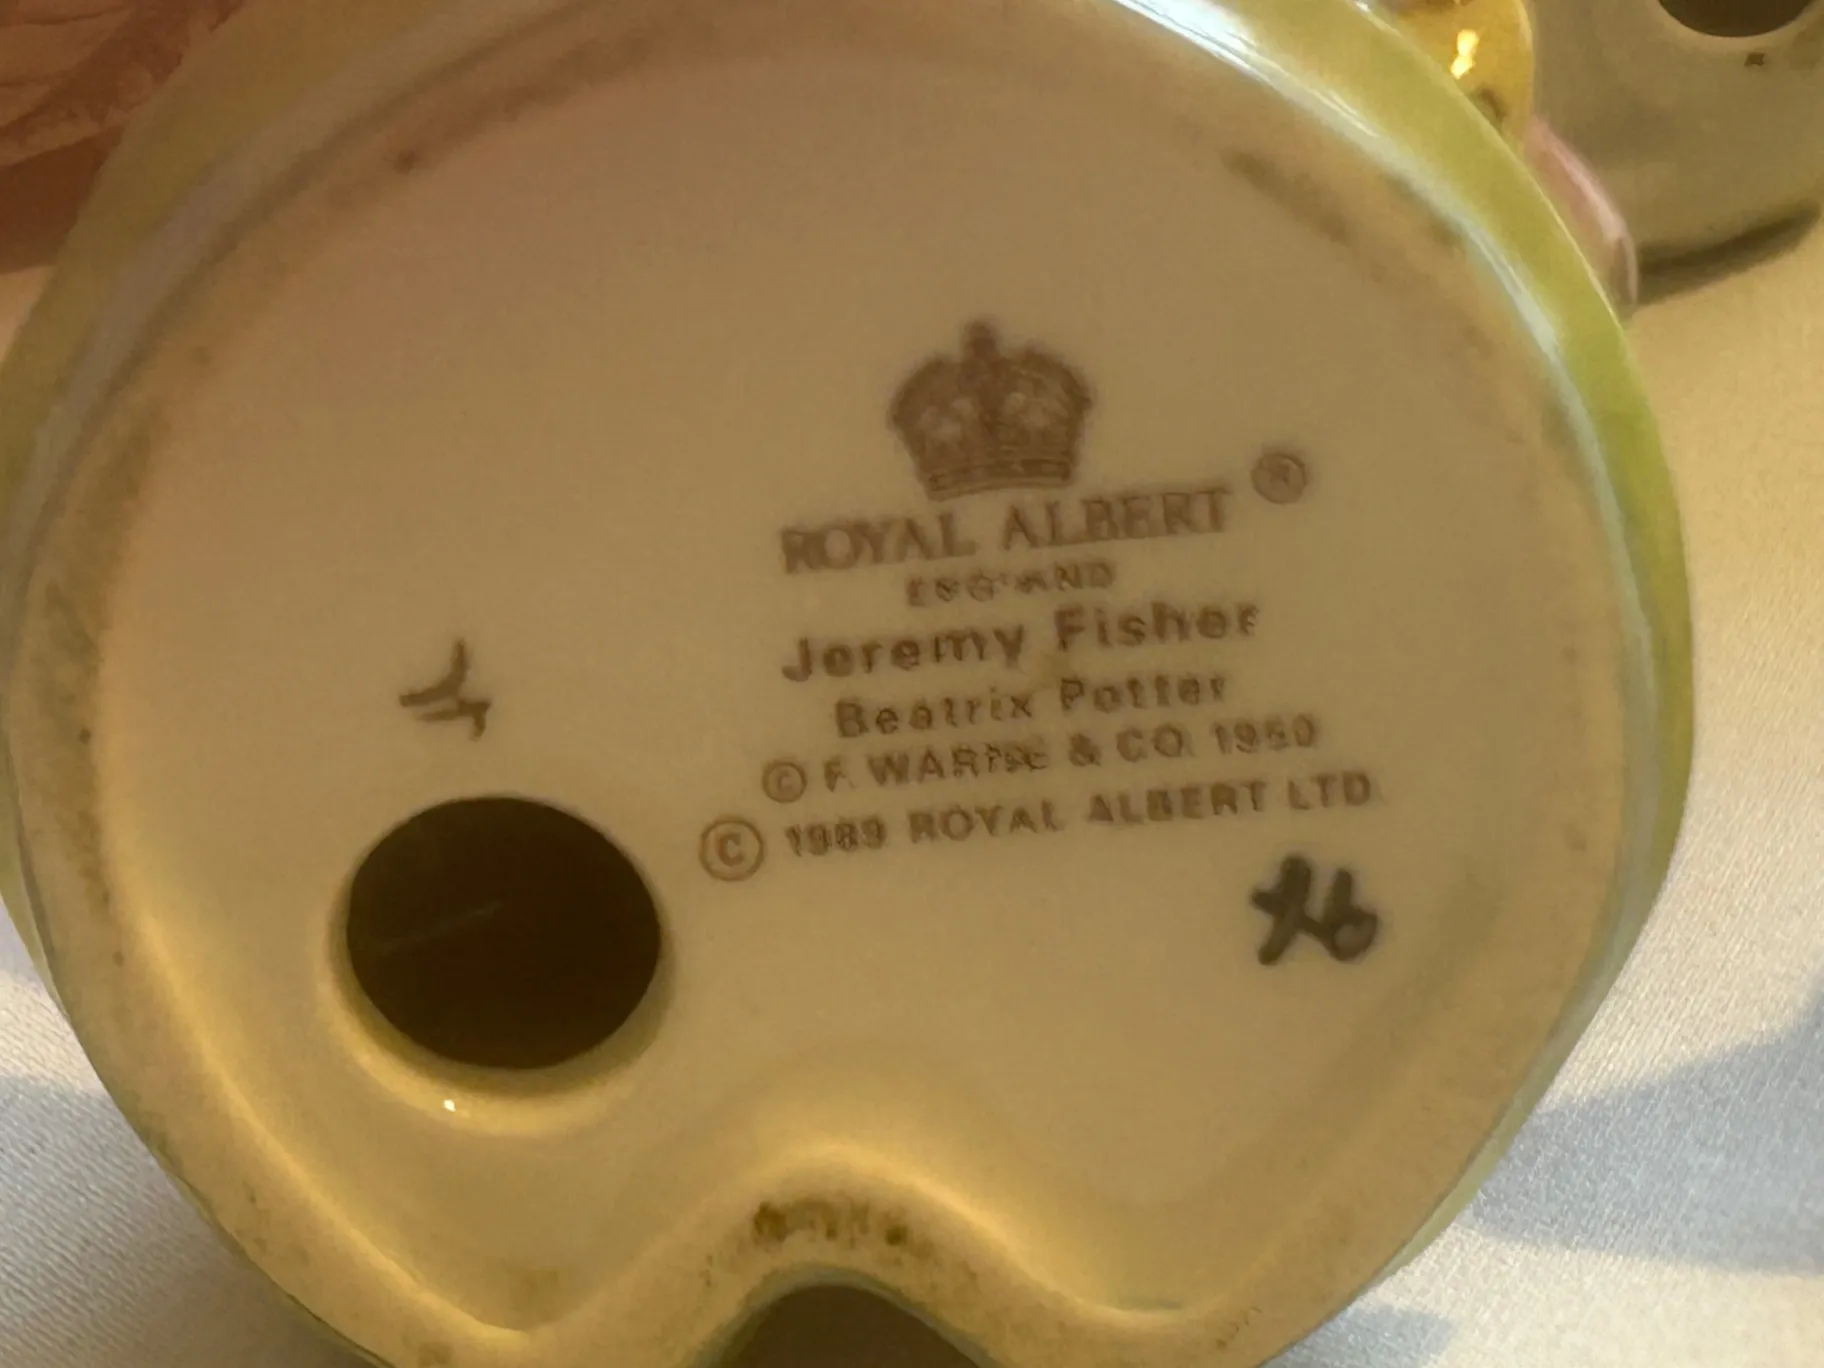 ROYAL ALBERT ®
ENGLAND
Jeremy Fisher
Beatrix Potter
© F. WARNE & CO. 1950
© 1989 ROYAL ALBERT LTD